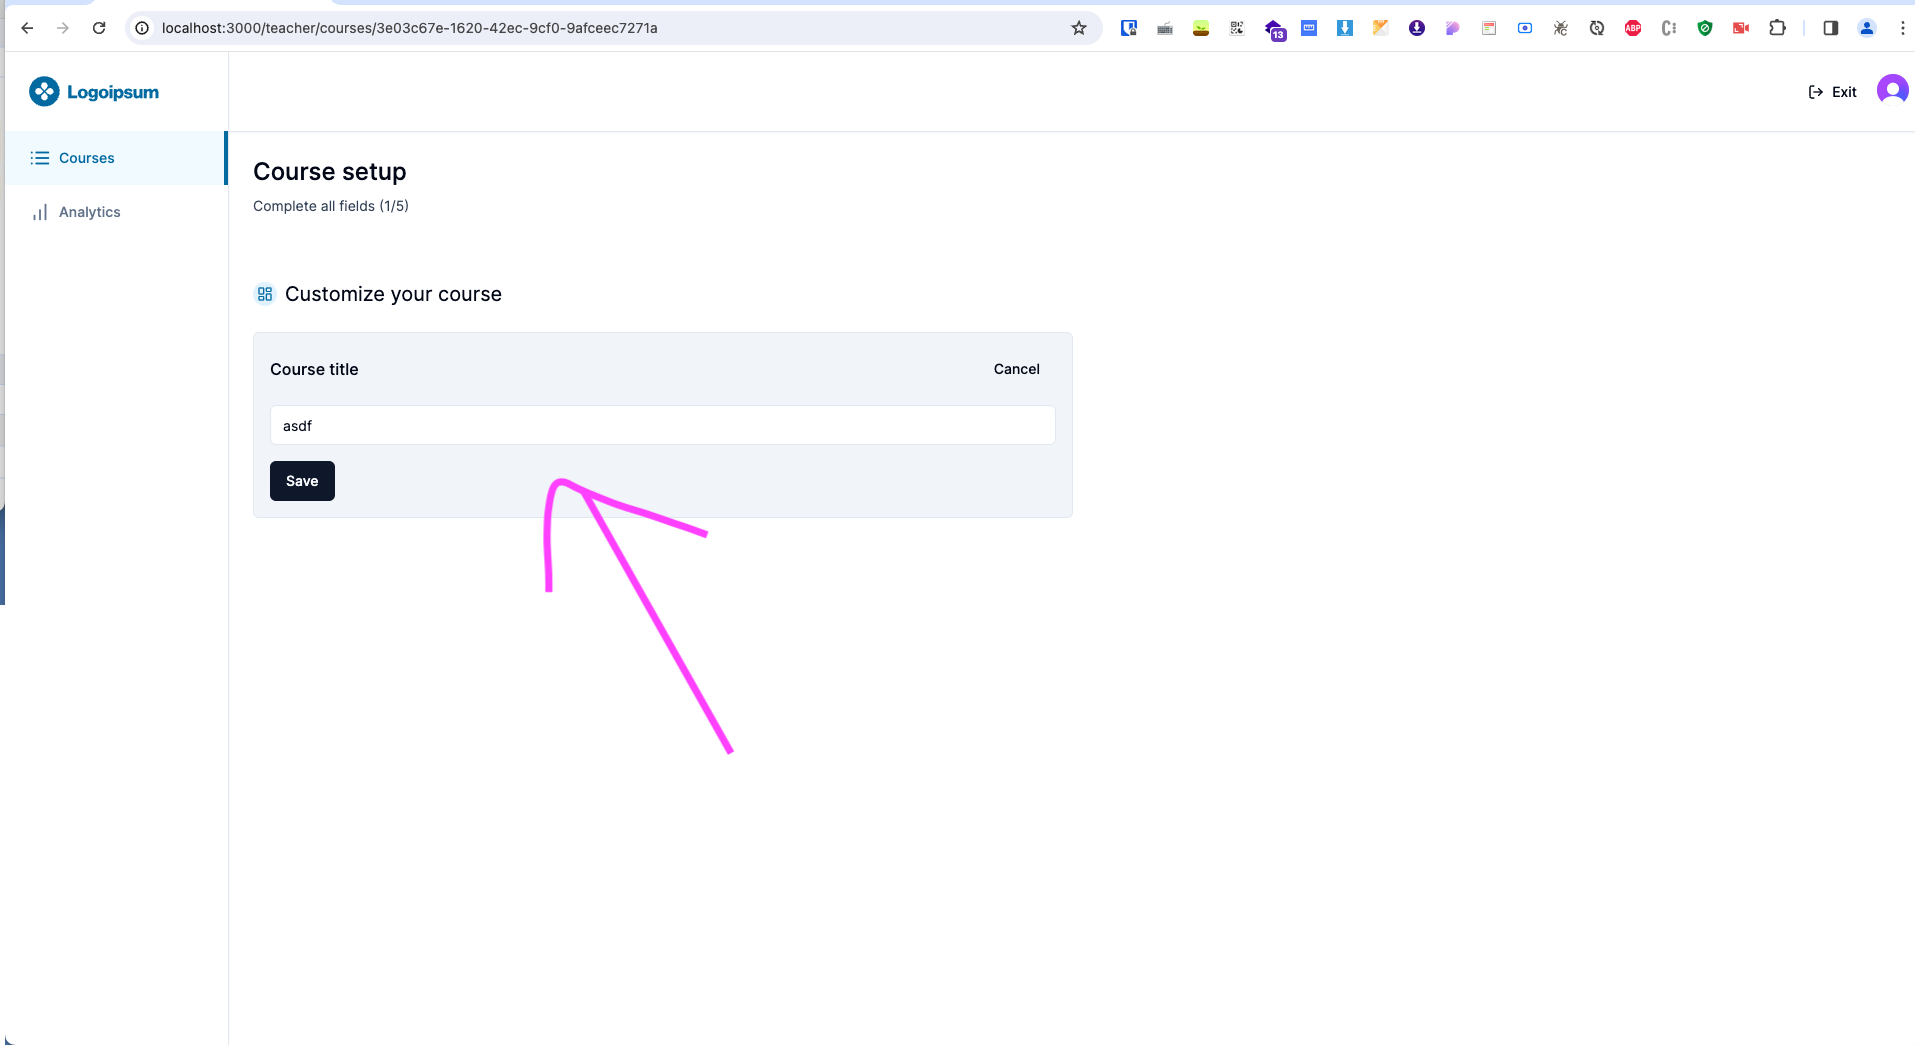 localhost:3000/teacher/courses/3e03c67e-1620-42ec-9cf0-9afceec7271a
13
ABP
Logoipsum
Exit
Courses
Analytics
Course setup
Complete all fields (1/5)
Customize your course
Course title
Cancel
asdf
Save